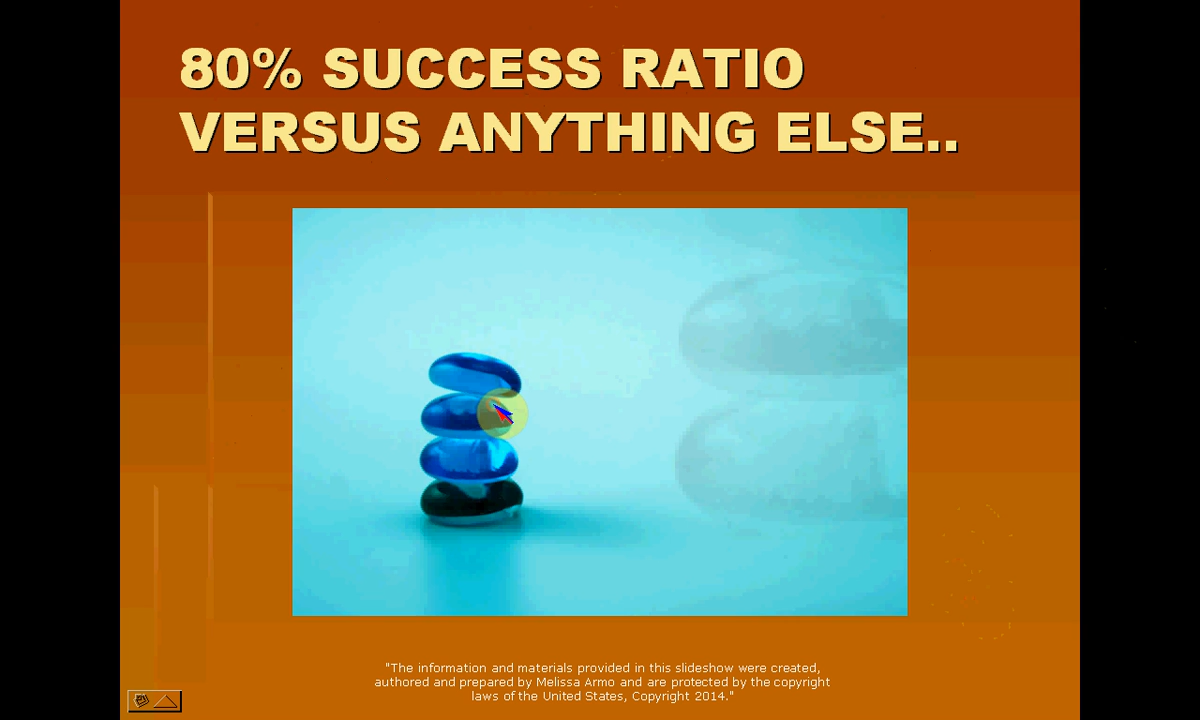 80% SUCCESS RATIO
VERSUS ANYTHING ELSE..
"The information and materials provided in this slideshow were created,
authored and prepared by Melissa Armo and are protected by the copyright
laws of the United States, Copyright 2014."